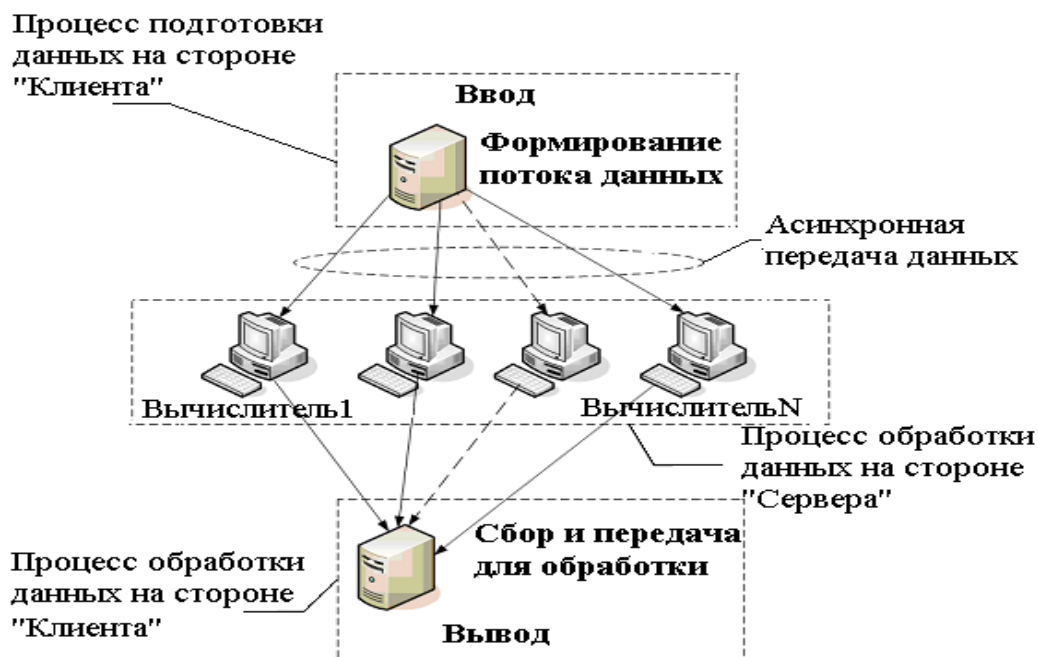 Процесс подготовки
данных на стороне
"Клиента"
Ввод
Формирование
потока данных
Асинхронная
передача данных
Вычислитель1
ВычислительN
Процесс обработки
данных на стороне
"Сервера"
Сбор и передача
для обработки
Процесс обработки
данных на стороне
"Клиента"
Вывод